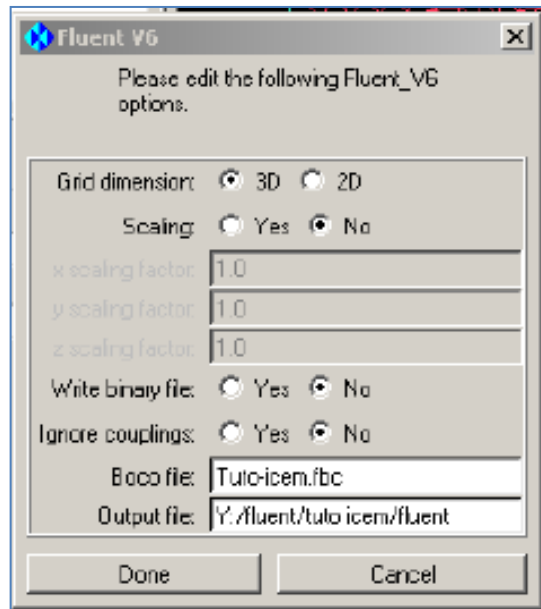 Fluent V6
Please edit the following Fluent_V6
options.
Grid dimension: 3D 2D
Scaling: Yes No
x scaling factor: 1.0
y scaling factor: 1.0
z scaling factor: 1.0
Write binary file: Yes No
Ignore couplings: Yes No
Boco file: Tuto-icem.fbc
Output file: Y:/fluent/tuto icem/fluent
Done Cancel